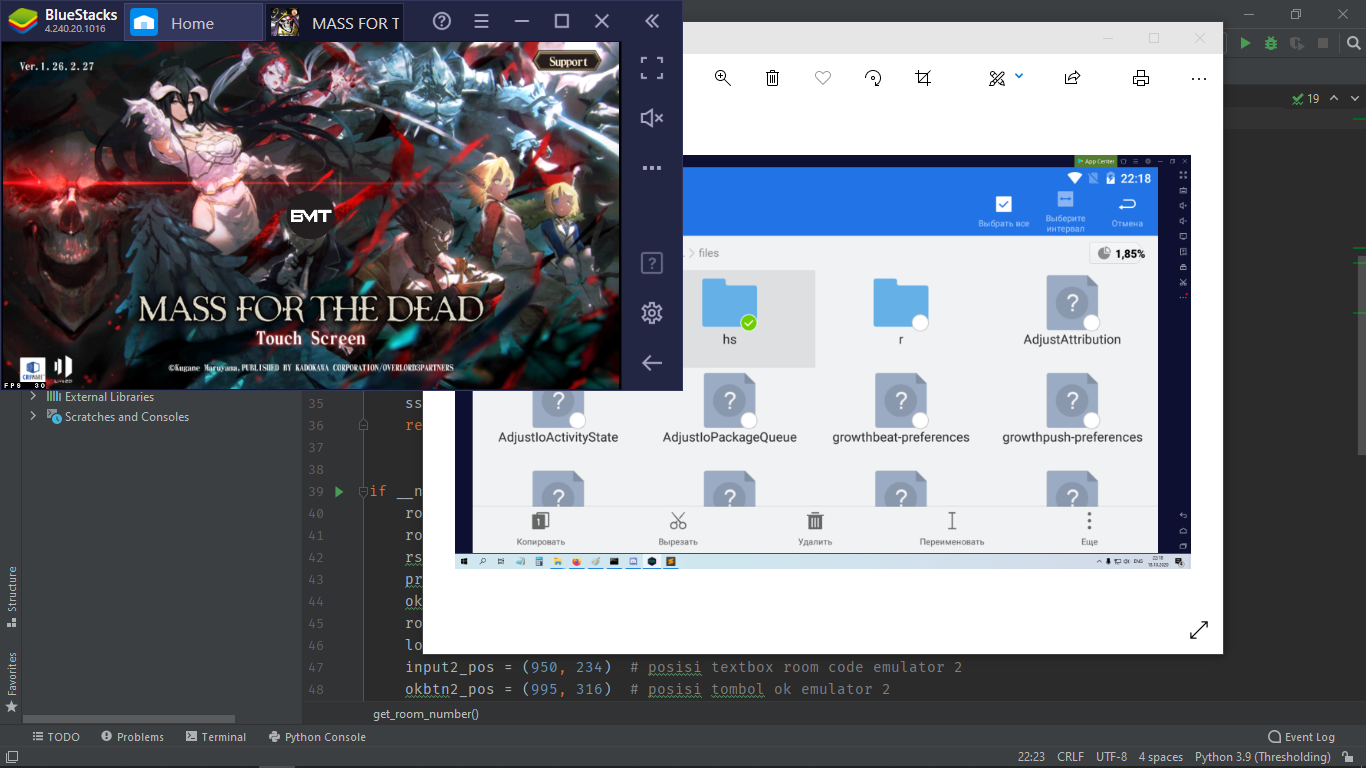 BlueStacks
4.240.20.1016
Home
MASS FOR T
Ver.1.26.2.27
Support
BMT
MASS FOR THE DEAD
Touch Screen
©Kugane Maruyama,PUBLISHED BY KADOKAWA CORPORATION/OVERLORD3PARTNERS
CRIWARE
FPS 30
19
App Center
22:18
Выбрать все
Выберите
интервал
Отмена
files
1,85%
hs
r
AdjustAttribution
AdjustIoActivityState
AdjustIoPackageQueue
growthbeat-preferences
growthpush-preferences
1
Копировать
Вырезать
Удалить
Переименовать
Еще
ENG
22:18
External Libraries
Scratches and Consoles
Structure
Favorites
35 ss
36 re
37
38
39 if __n
40 ro
41 ro
42 rs
43 pr
44 ok
45 ro
46 lo
47 input2_pos = (950, 234) # posisi textbox room code emulator 2
48 okbtn2_pos = (995, 316) # posisi tombol ok emulator 2
get_room_number()
TODO
Problems
Terminal
Python Console
Event Log
22:23 CRLF UTF-8 4 spaces Python 3.9 (Thresholding)